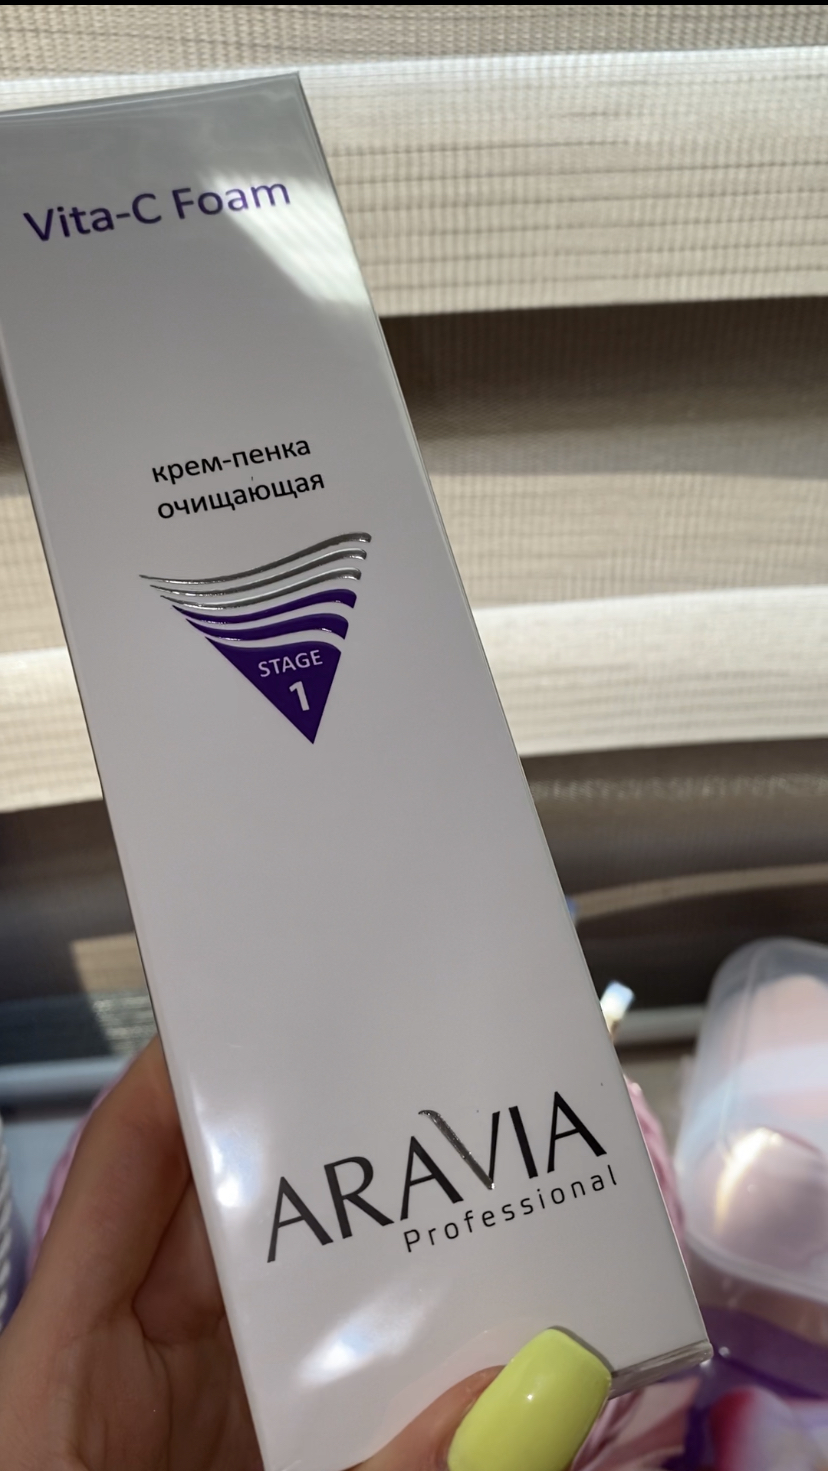 Vita-C Foam
крем-пенка
очищающая
STAGE
1
ARAVIA
Professional